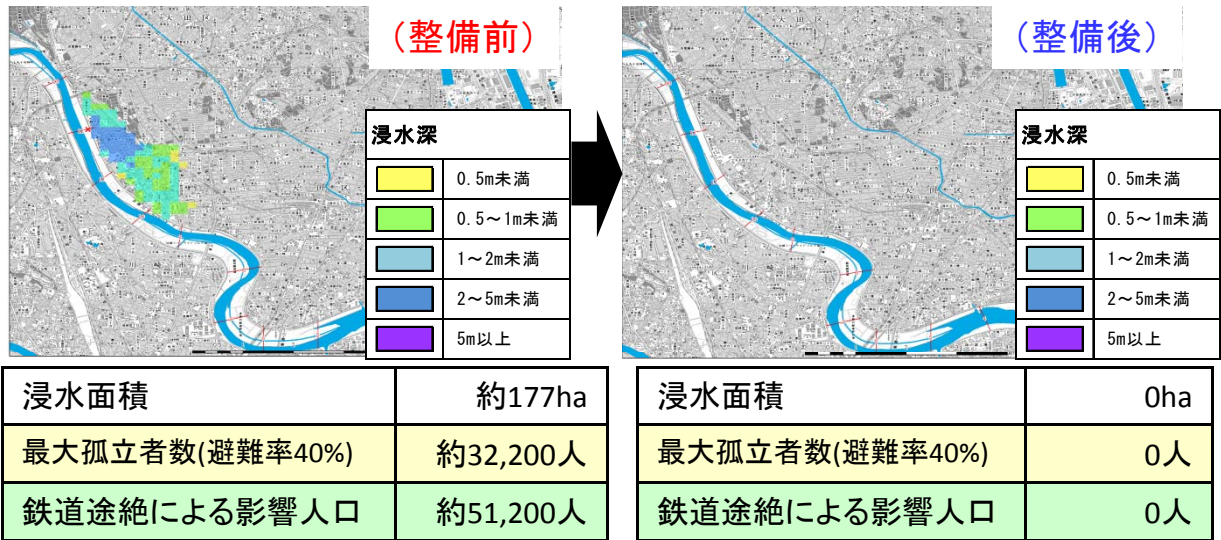 (整備前)
浸水深
0.5m未満
0.5～1m未満
1～2m未満
2～5m未満
5m以上
浸水面積 約177ha
最大孤立者数(避難率40%) 約32,200人
鉄道途絶による影響人口 約51,200人
大田区
(整備後)
浸水深
0.5m未満
0.5～1m未満
1～2m未満
2～5m未満
5m以上
浸水面積 0ha
最大孤立者数(避難率40%) 0人
鉄道途絶による影響人口 0人